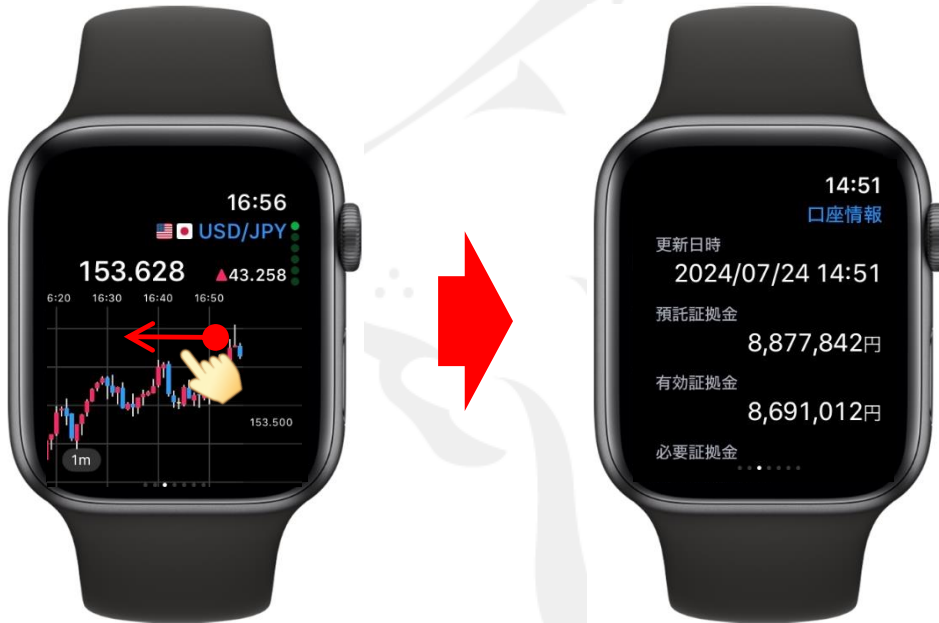 16:56
USD/JPY
153.628 ▲43.258
6:20 16:30 16:40 16:50
153.500
1m
14:51
口座情報
更新日時
2024/07/24 14:51
預託証拠金
8,877,842円
有効証拠金
8,691,012円
必要証拠金